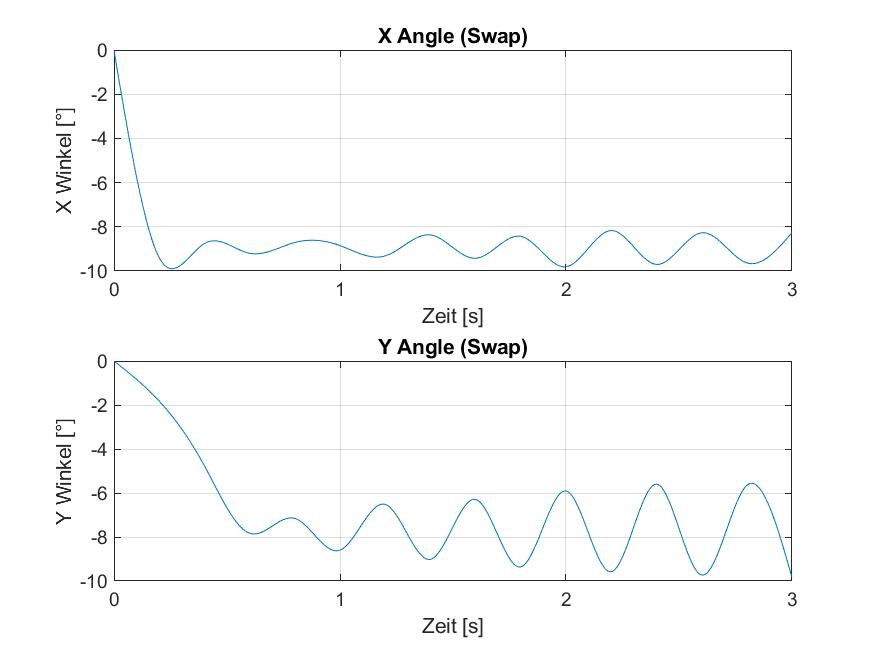 X Angle (Swap)
0
-2
-4
-6
-8
-10
X Winkel [°]
0 1 2 3
Zeit [s]
Y Angle (Swap)
0
-2
-4
-6
-8
-10
Y Winkel [°]
0 1 2 3
Zeit [s]